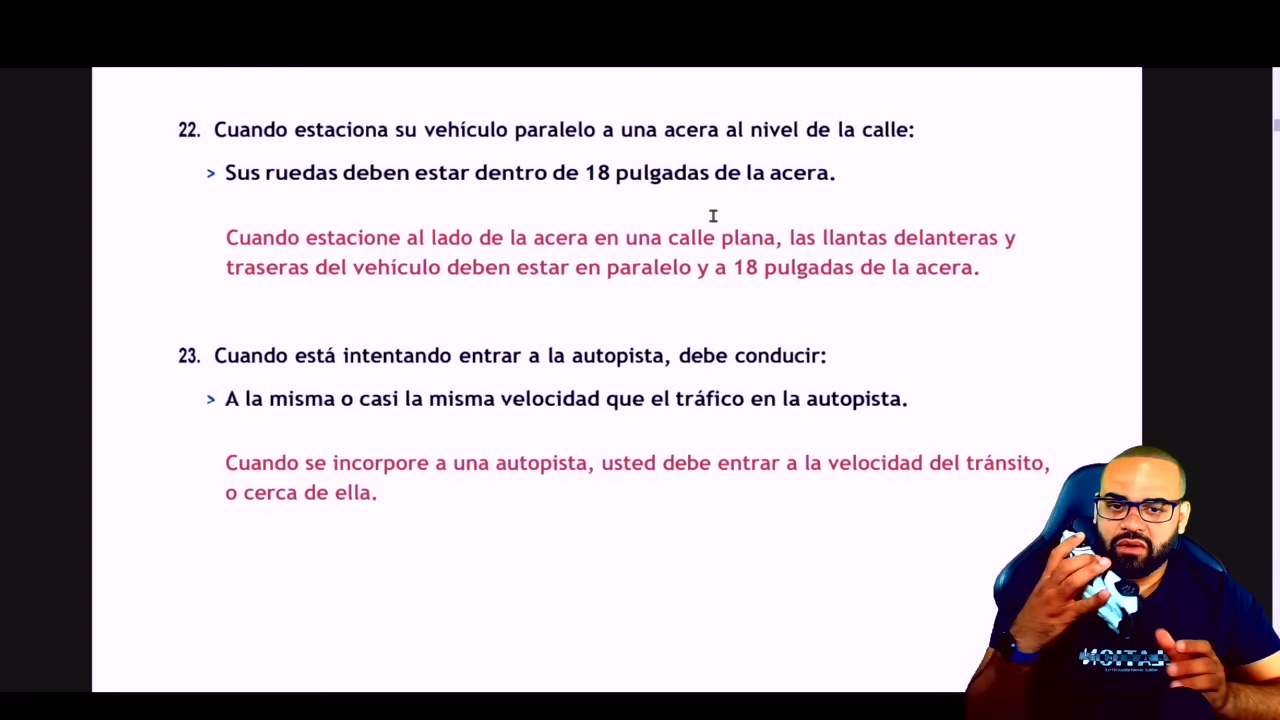 22. Cuando estaciona su vehículo paralelo a una acera al nivel de la calle:
> Sus ruedas deben estar dentro de 18 pulgadas de la acera.
Cuando estacione al lado de la acera en una calle plana, las llantas delanteras y
traseras del vehículo deben estar en paralelo y a 18 pulgadas de la acera.
23. Cuando está intentando entrar a la autopista, debe conducir:
> A la misma o casi la misma velocidad que el tráfico en la autopista.
Cuando se incorpore a una autopista, usted debe entrar a la velocidad del tránsito,
o cerca de ella.